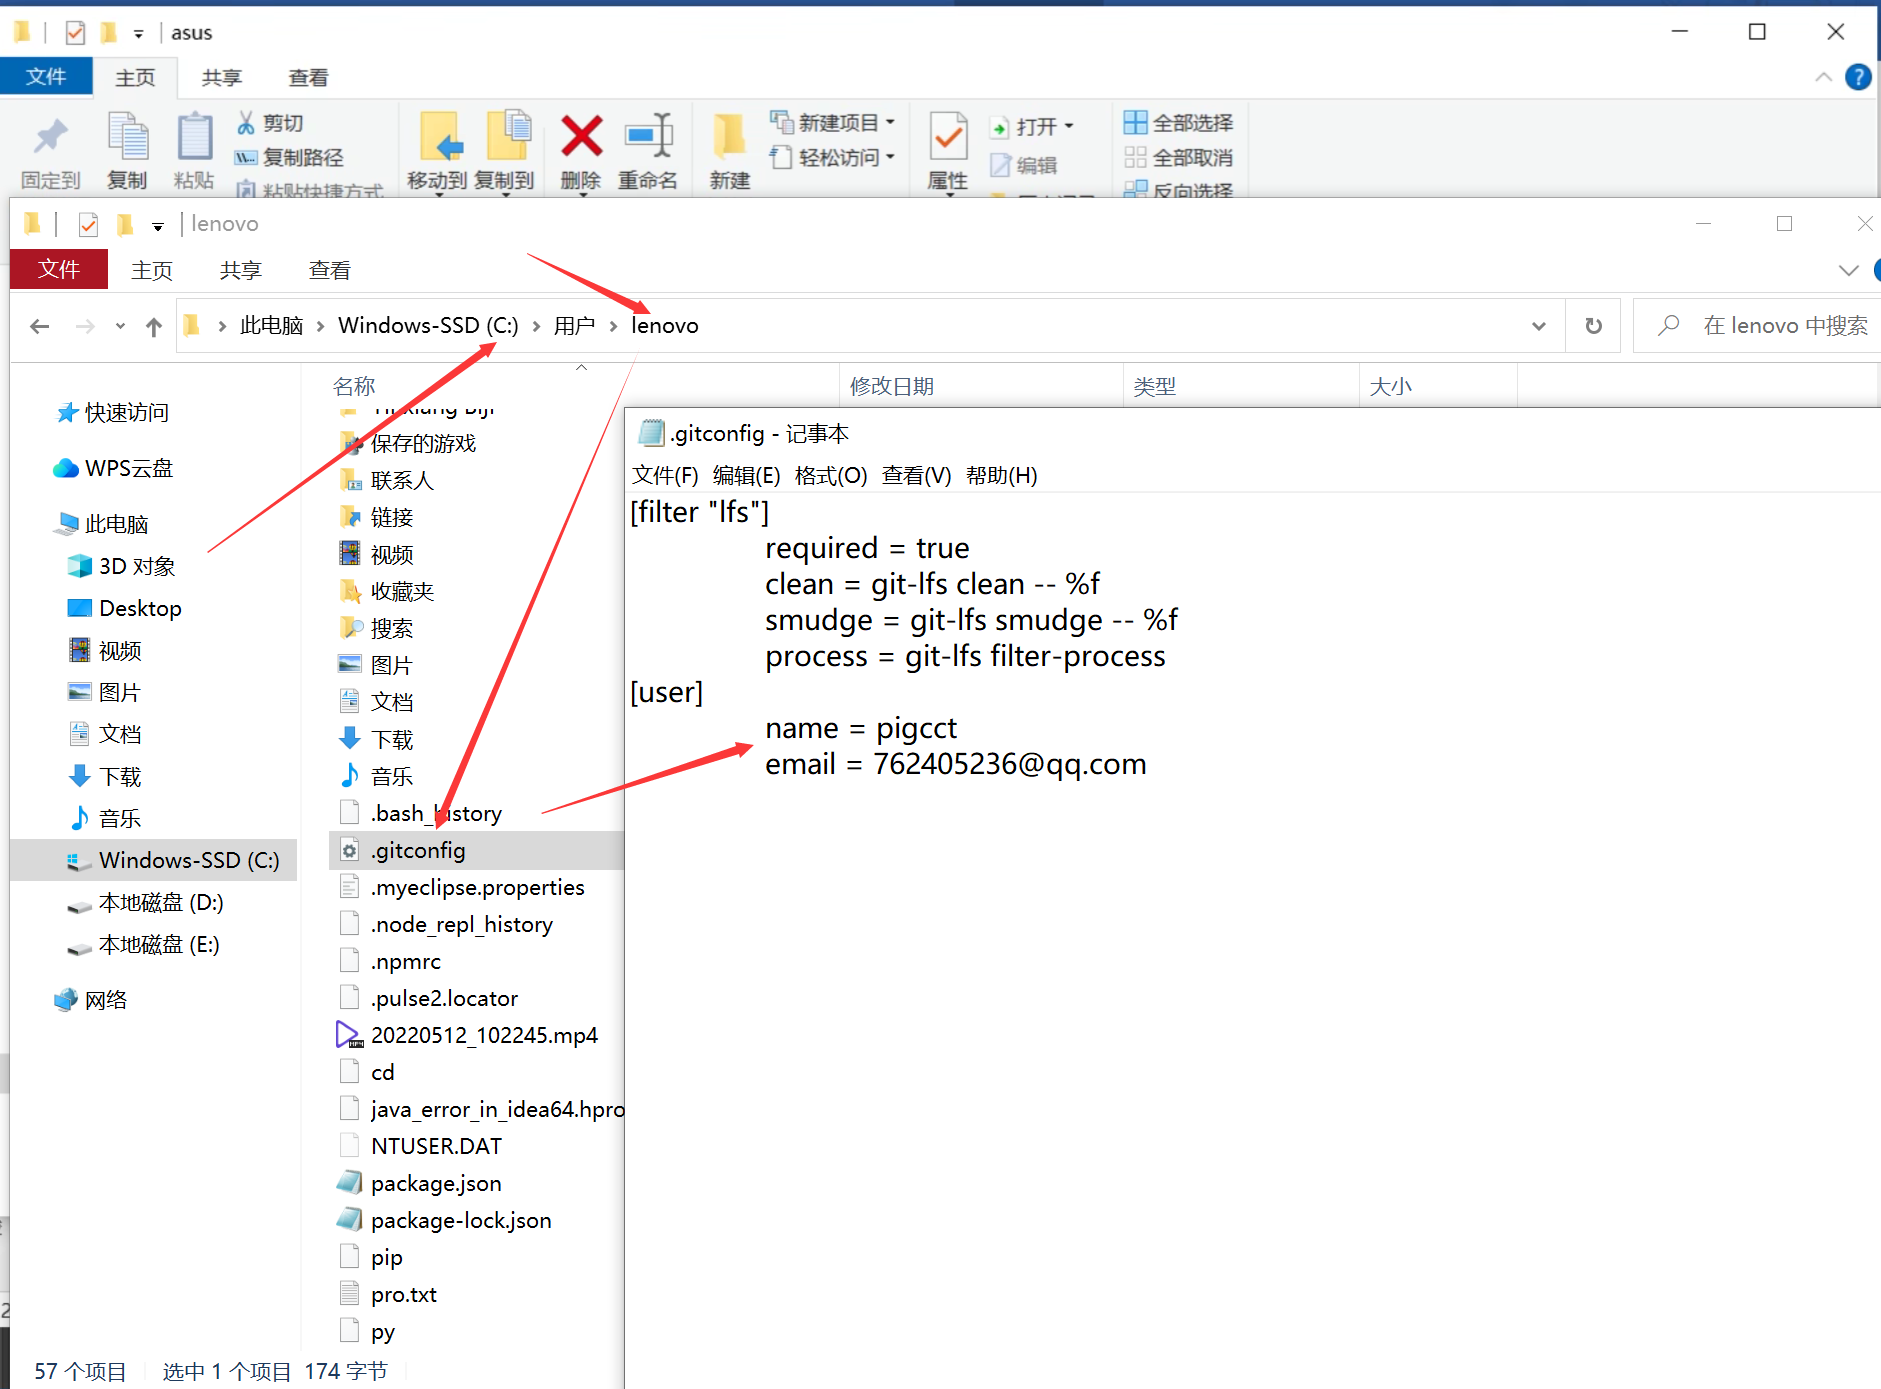 asus
文件 主页 共享 查看
固定到 复制 粘贴 剪切 复制路径 粘贴快捷方式 移动到 复制到 删除 重命名 新建 新建项目 轻松访问 属性 打开 编辑 全部选择 全部取消 反向选择
lenovo
文件 主页 共享 查看
此电脑 Windows-SSD (C:) 用户 lenovo
在 lenovo 中搜索
名称 修改日期 类型 大小
快速访问
WPS云盘
此电脑
3D 对象
Desktop
视频
图片
文档
下载
音乐
Windows-SSD (C:)
本地磁盘 (D:)
本地磁盘 (E:)
网络
保存的游戏
联系人
链接
视频
收藏夹
搜索
图片
文档
下载
音乐
.bash_history
.gitconfig
.myeclipse.properties
.node_repl_history
.npmrc
.pulse2.locator
20220512_102245.mp4
cd
java_error_in_idea64.hpro
NTUSER.DAT
package.json
package-lock.json
pip
pro.txt
py
.gitconfig - 记事本
文件(F) 编辑(E) 格式(O) 查看(V) 帮助(H)
[filter "lfs"]
required = true
clean = git-lfs clean -- %f
smudge = git-lfs smudge -- %f
process = git-lfs filter-process
[user]
name = pigcct
email = 762405236@qq.com
57 个项目 选中 1 个项目 174 字节